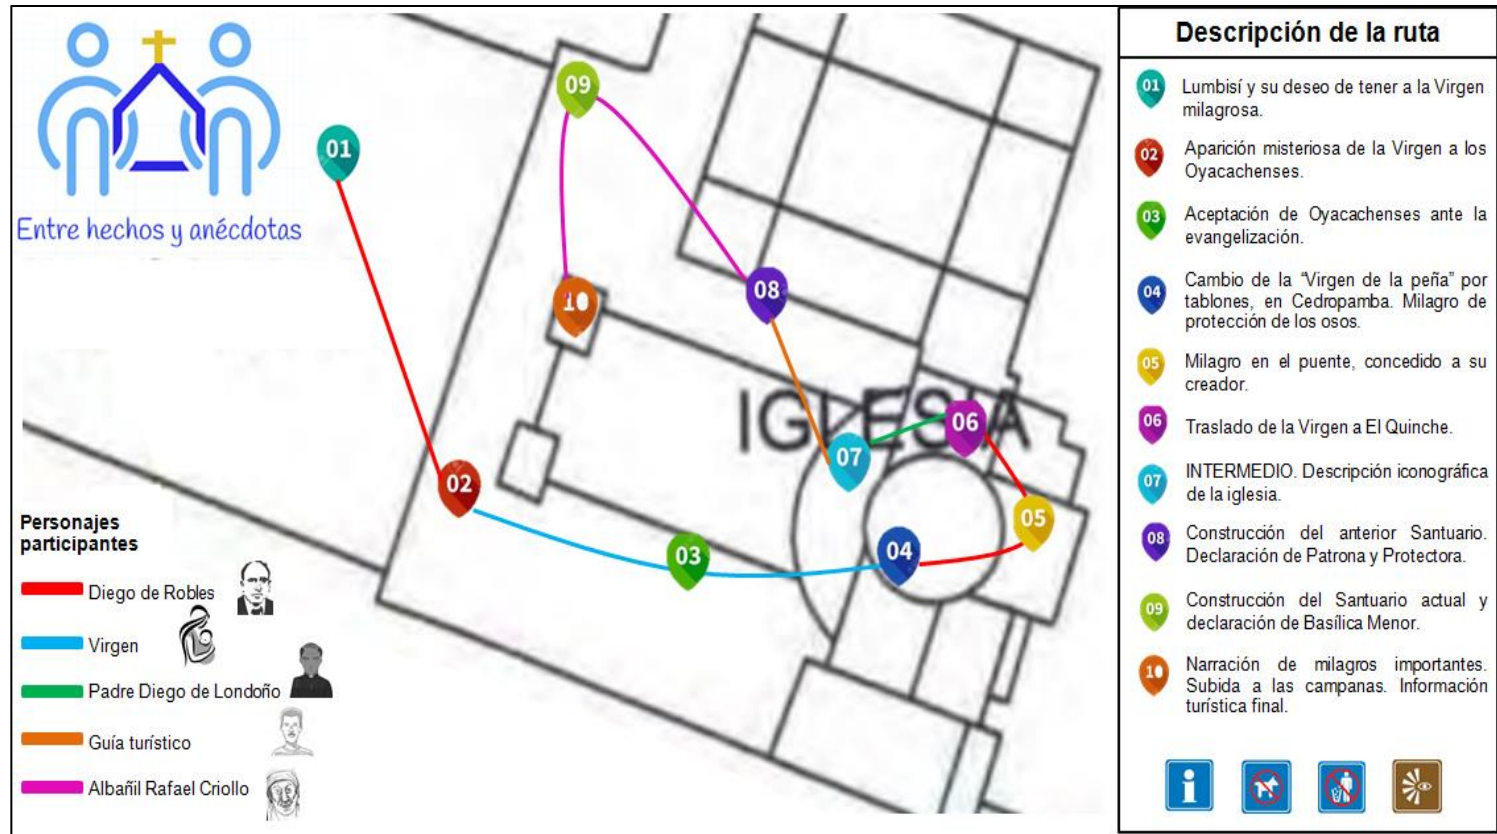 Entre hechos y anécdotas
01
09
10
08
IGLESIA
06
07
05
02
03
04
Personajes
participantes
Diego de Robles
Virgen
Padre Diego de Londoño
Guía turístico
Albañil Rafael Criollo
Descripción de la ruta
01 Lumbisí y su deseo de tener a la Virgen
milagrosa.
02 Aparición misteriosa de la Virgen a los
Oyacachenses.
03 Aceptación de Oyacachenses ante la
evangelización.
04 Cambio de la “Virgen de la peña” por
tablones, en Cedropamba. Milagro de
protección de los osos.
05 Milagro en el puente, concedido a su
creador.
06 Traslado de la Virgen a El Quinche.
07 INTERMEDIO. Descripción iconográfica
de la iglesia.
08 Construcción del anterior Santuario.
Declaración de Patrona y Protectora.
09 Construcción del Santuario actual y
declaración de Basílica Menor.
10 Narración de milagros importantes.
Subida a las campanas. Información
turística final.
i